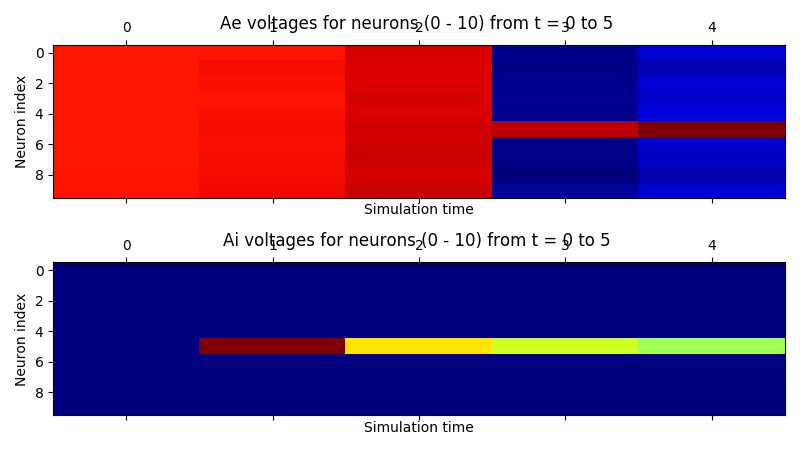 Ae voltages for neurons (0 - 10) from t = 0 to 5
0 1 2 3 4
Neuron index
0
2
4
6
8
Simulation time
Ai voltages for neurons (0 - 10) from t = 0 to 5
0 1 2 3 4
Neuron index
0
2
4
6
8
Simulation time